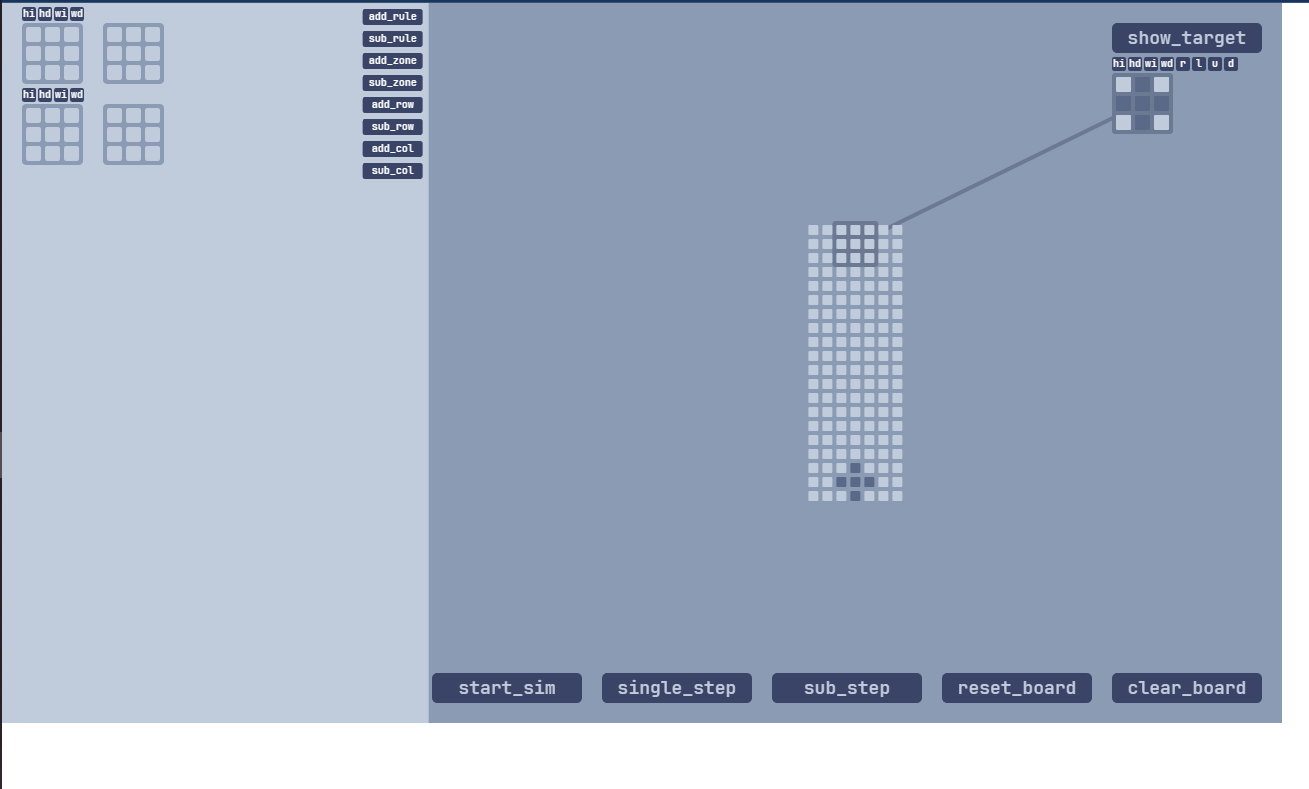 hi hd wi wd
hi hd wi wd
add_rule
sub_rule
add_zone
sub_zone
add_row
sub_row
add_col
sub_col
show_target
hi hd wi wd r l u d
start_sim single_step sub_step reset_board clear_board